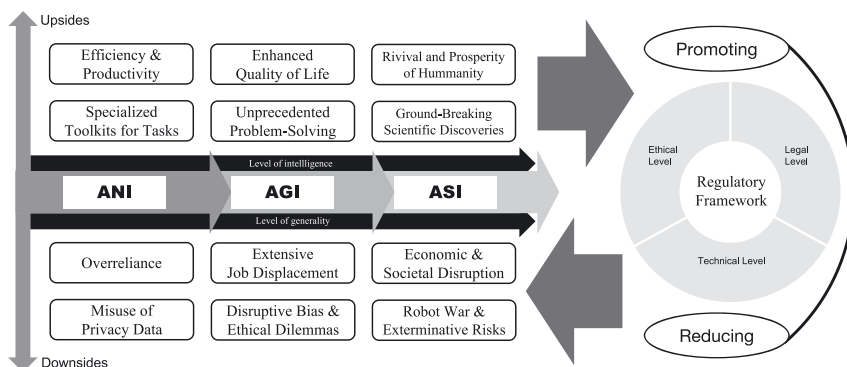 Upsides
Efficiency &
Productivity
Enhanced
Quality of Life
Rivival and Prosperity
of Hummanity
Specialized
Toolkits for Tasks
Unprecedented
Problem-Solving
Ground-Breaking
Scientific Discoveries
Level of intellligence
ANI
AGI
ASI
Level of generality
Overreliance
Extensive
Job Displacement
Economic &
Societal Disruption
Misuse of
Privacy Data
Disruptive Bias &
Ethical Dilemmas
Robot War &
Exterminative Risks
Downsides
Promoting
Ethical
Level
Legal
Level
Regulatory
Framework
Technical Level
Reducing